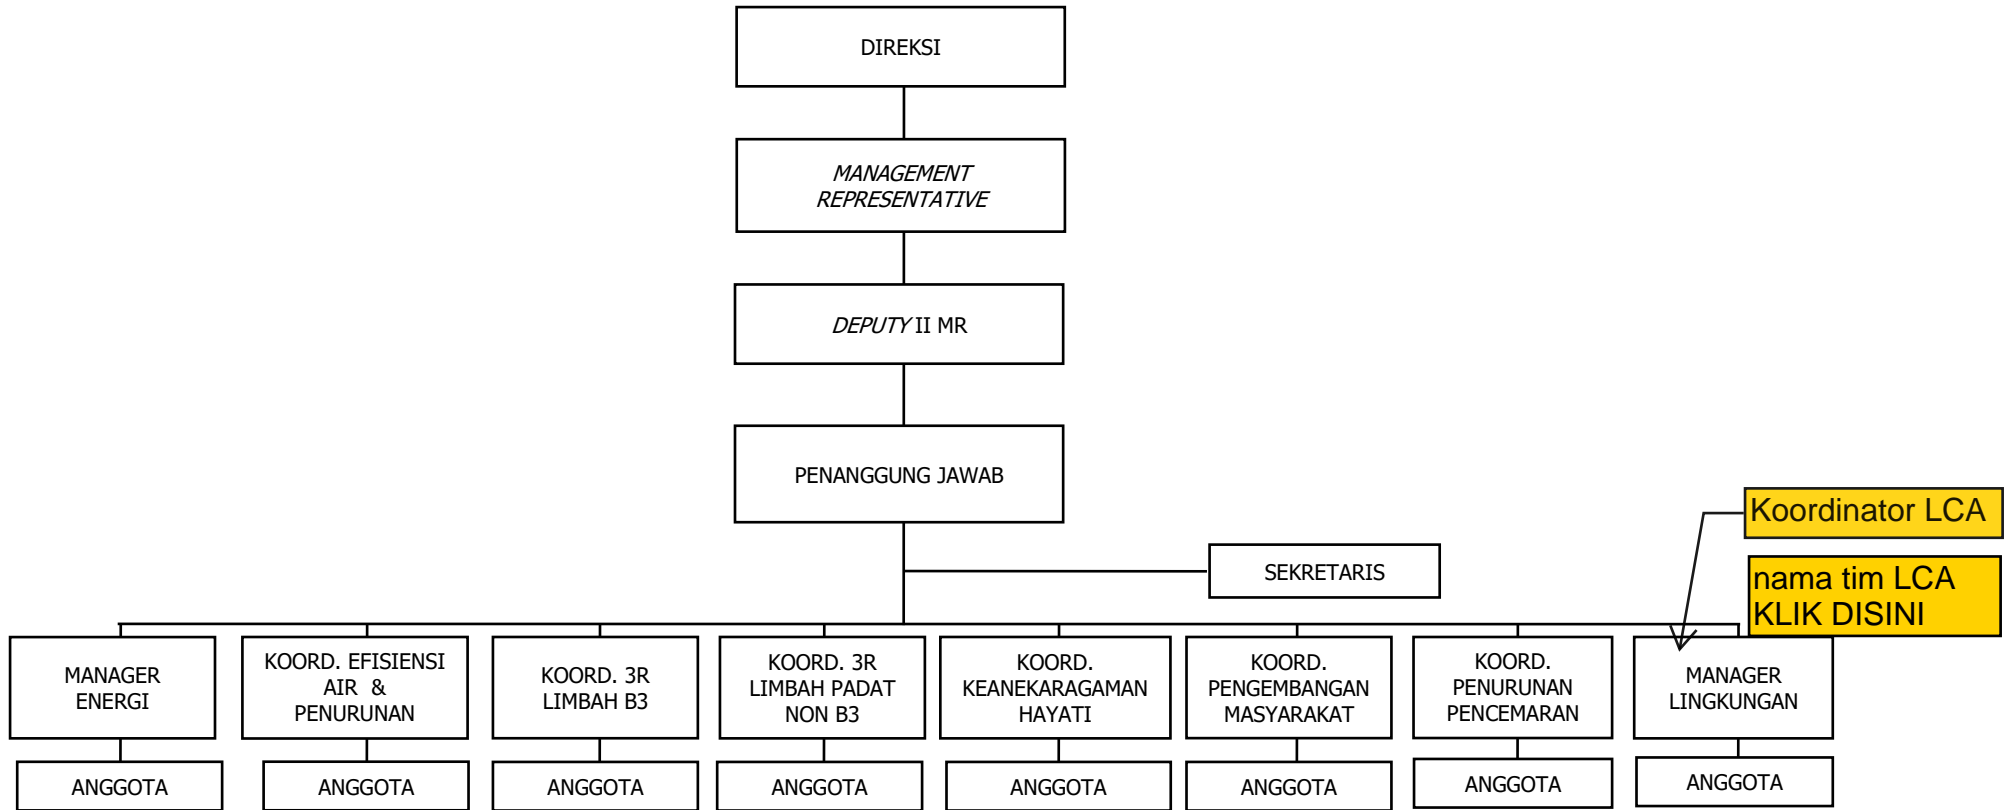 DIREKSI
MANAGEMENT
REPRESENTATIVE
DEPUTY II MR
PENANGGUNG JAWAB
Koordinator LCA
SEKRETARIS
nama tim LCA
KLIK DISINI
MANAGER
ENERGI
KOORD. EFISIENSI
AIR &
PENURUNAN
KOORD. 3R
LIMBAH B3
KOORD. 3R
LIMBAH PADAT
NON B3
KOORD.
KEANEKARAGAMAN
HAYATI
KOORD.
PENGEMBANGAN
MASYARAKAT
KOORD.
PENURUNAN
PENCEMARAN
MANAGER
LINGKUNGAN
ANGGOTA
ANGGOTA
ANGGOTA
ANGGOTA
ANGGOTA
ANGGOTA
ANGGOTA
ANGGOTA